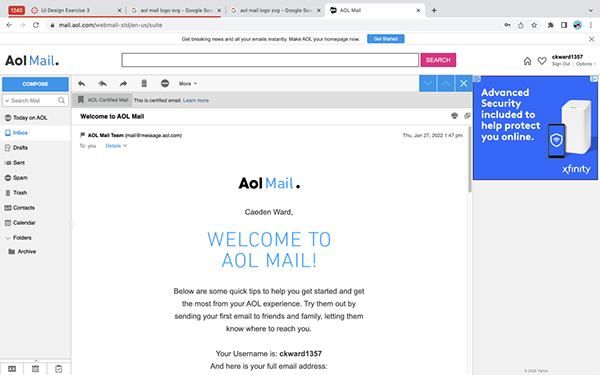 1240
UI Design Exercise 3
aol mail logo svg - Google Sea
aol mail logo svg - Google Sea
AOL Mail
mail.aol.com/webmail-std/en-us/suite
Get breaking news and all your emails instantly. Make AOL your homepage now.
Get Started
Aol Mail.
SEARCH
ckward1357
Sign Out | Options
COMPOSE
Search Mail
Today on AOL
Inbox
Drafts
Sent
Spam
Trash
Contacts
Calendar
Folders
Archive
More
AOL Certified Mail
This is certified email. Learn more
Welcome to AOL Mail
AOL Mail Team (mail@message.aol.com)
Thu, Jan 27, 2022 1:47 pm
To: you
Details
Aol Mail.
Caeden Ward,
WELCOME TO
AOL MAIL!
Below are some quick tips to help you get started and get
the most from your AOL experience. Try them out by
sending your first email to friends and family, letting them
know where to reach you.
Your Username is: ckward1357
And here is your full email address:
Advanced
Security
included to
help protect
you online.
xfinity
© 2022 Yahoo